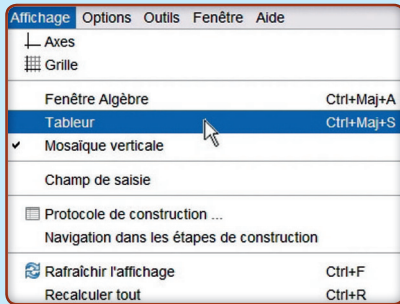 Affichage Options Outils Fenêtre Aide
Axes
Grille
Fenêtre Algèbre Ctrl+Maj+A
Tableur Ctrl+Maj+S
Mosaïque verticale
Champ de saisie
Protocole de construction ...
Navigation dans les étapes de construction
Rafraîchir l'affichage Ctrl+F
Recalculer tout Ctrl+R